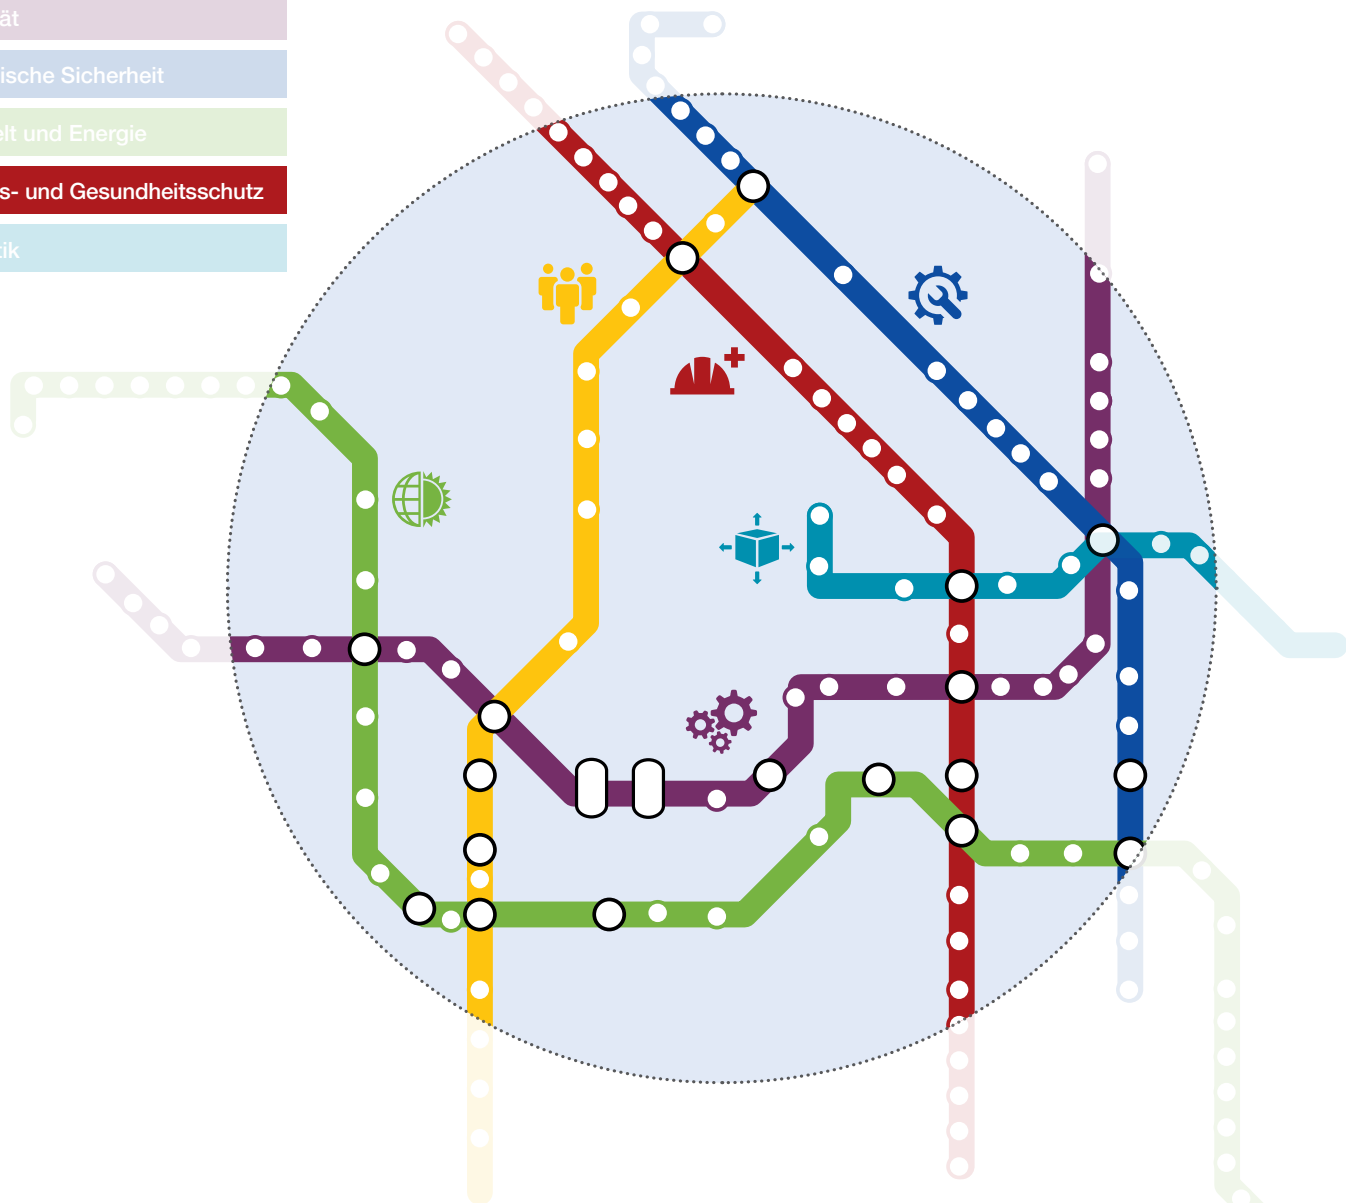 ät
ische Sicherheit
elt und Energie
s- und Gesundheitsschutz
tik